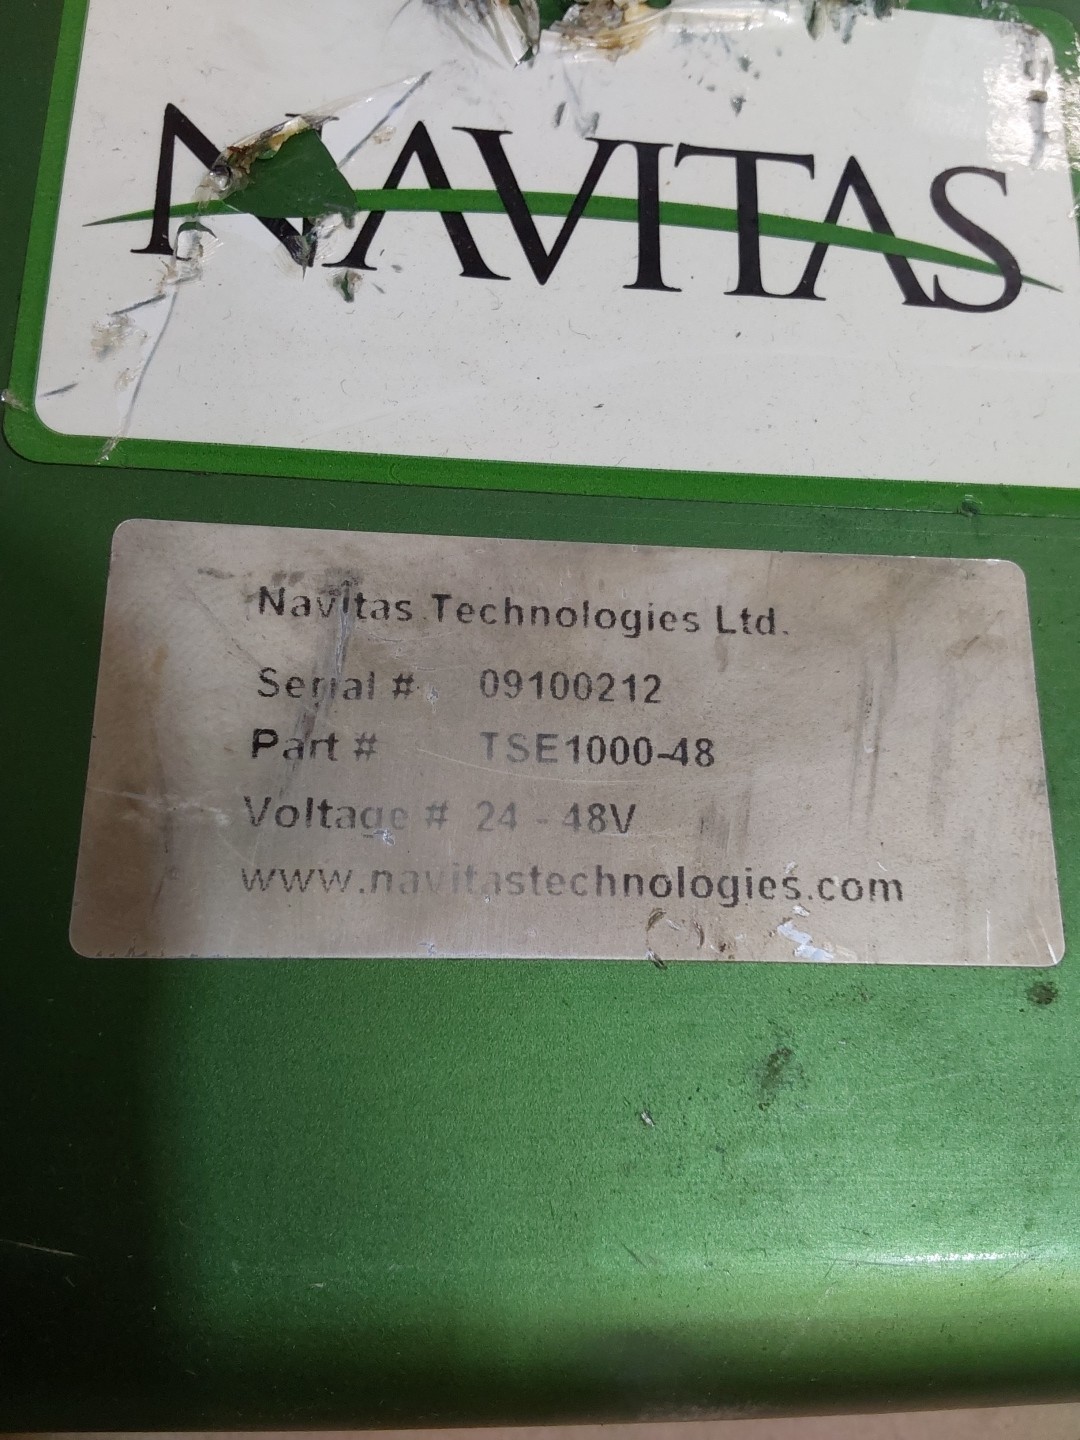 NAVITAS
Navitas Technologies Ltd.
Serial # 09100212
Part # TSE1000-48
Voltage # 24 - 48V
www.navitastechnologies.com